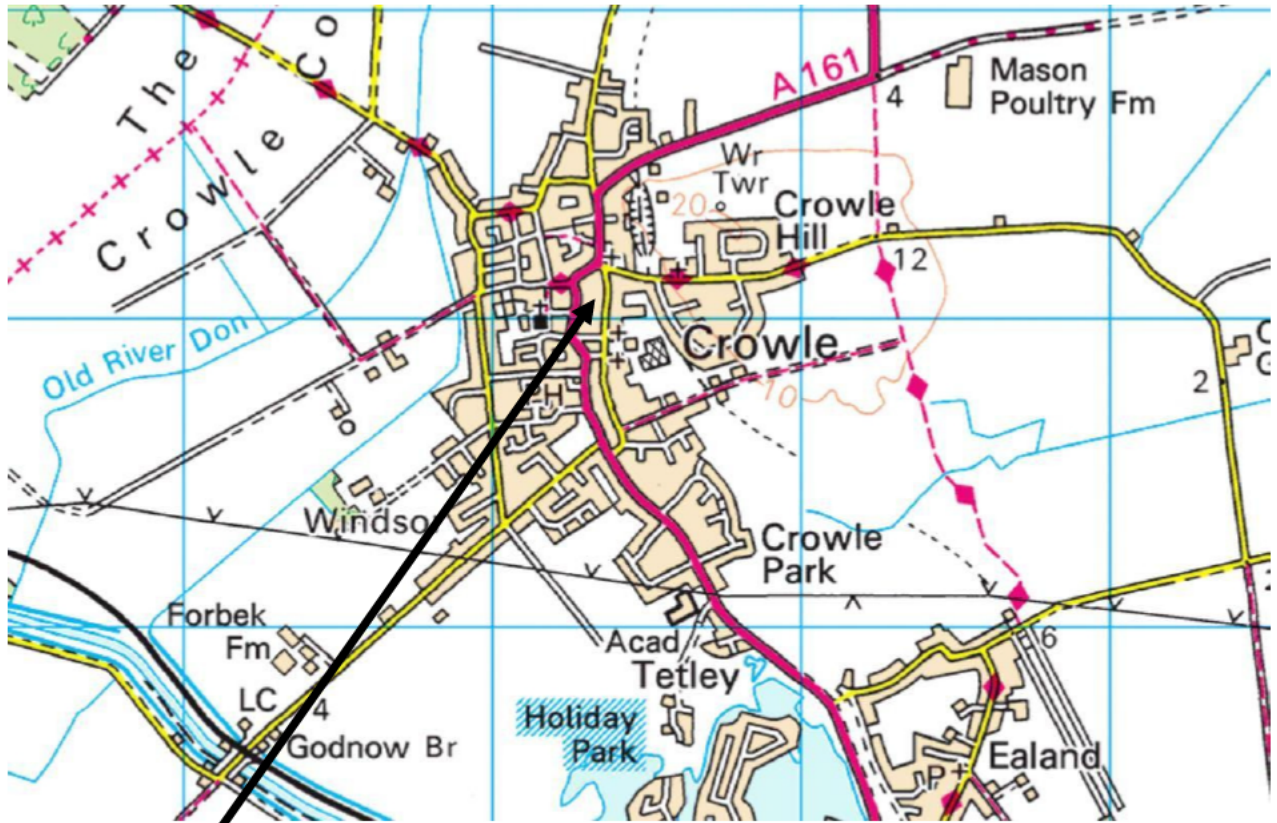 The Co
Crowle
A 161
4
Mason
Poultry Fm
Wr
Twr
20
Crowle
Hill
12
Old River Don
Crowle
10
2
PH
Windso
Crowle
Park
Forbek
Fm
Acad
Tetley
6
LC
4
Godnow Br
Holiday
Park
Ealand
P